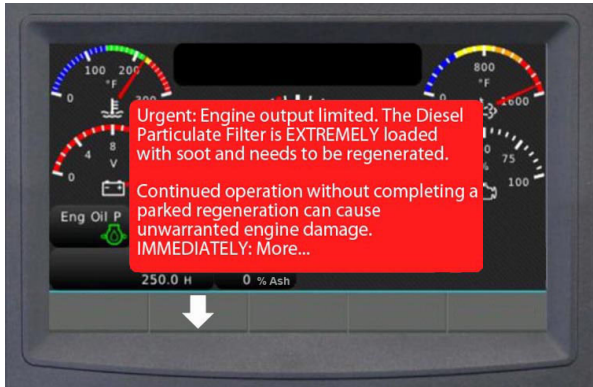 100 200
°F
0
800
°F
1600
Urgent: Engine output limited. The Diesel
Particulate Filter is EXTREMELY loaded
with soot and needs to be regenerated.
Continued operation without completing a
parked regeneration can cause
unwarranted engine damage.
IMMEDIATELY: More...
4 8
V
0
75
%
100
Eng Oil P
250.0 H
0 % Ash